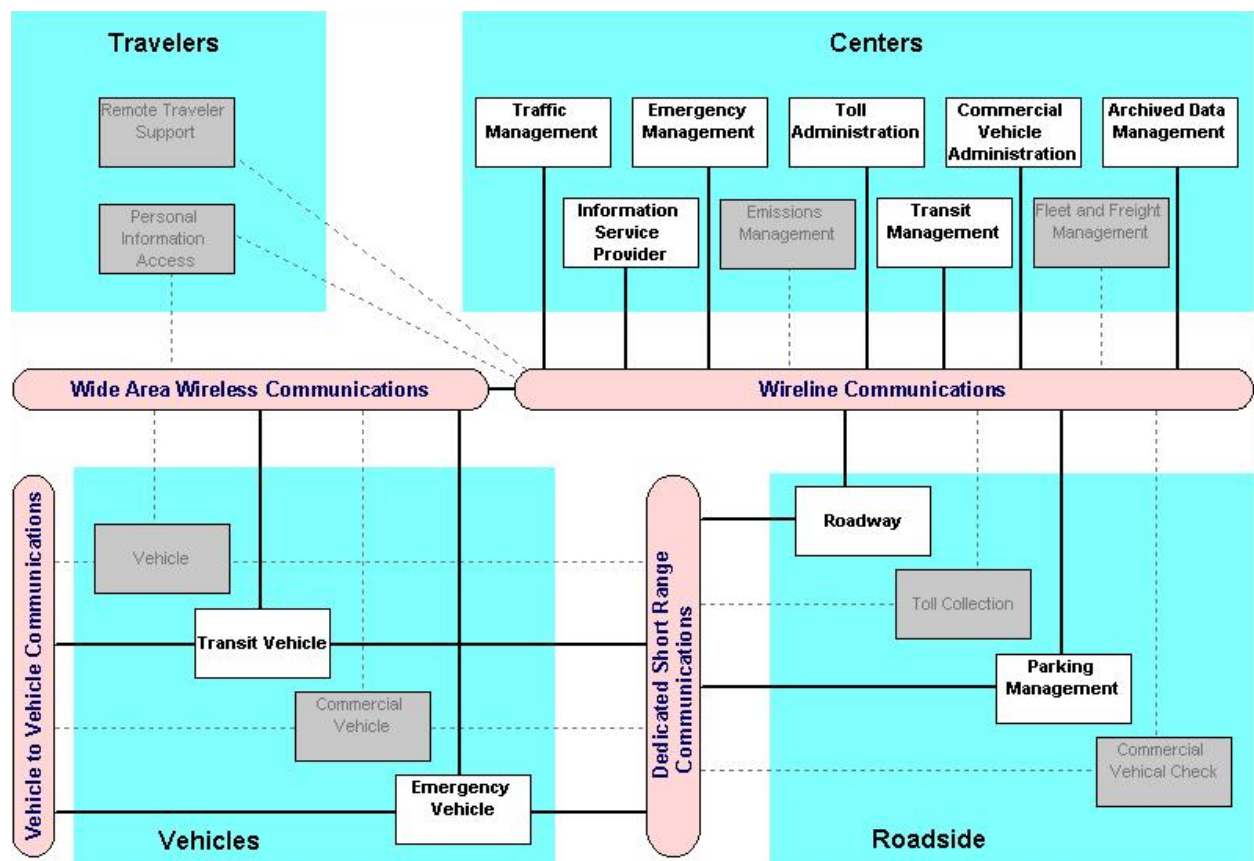 Travelers
Centers
Remote Traveler
Support
Traffic
Management
Emergency
Management
Toll
Administration
Commercial
Vehicle
Administration
Archived Data
Management
Personal
Information
Access
Information
Service
Provider
Emissions
Management
Transit
Management
Fleet and Freight
Management
Wide Area Wireless Communications
Wireline Communications
Vehicle to Vehicle Communications
Dedicated Short Range
Communications
Roadway
Vehicle
Toll Collection
Transit Vehicle
Parking
Management
Commercial
Vehicle
Commercial
Vehical Check
Emergency
Vehicle
Vehicles
Roadside